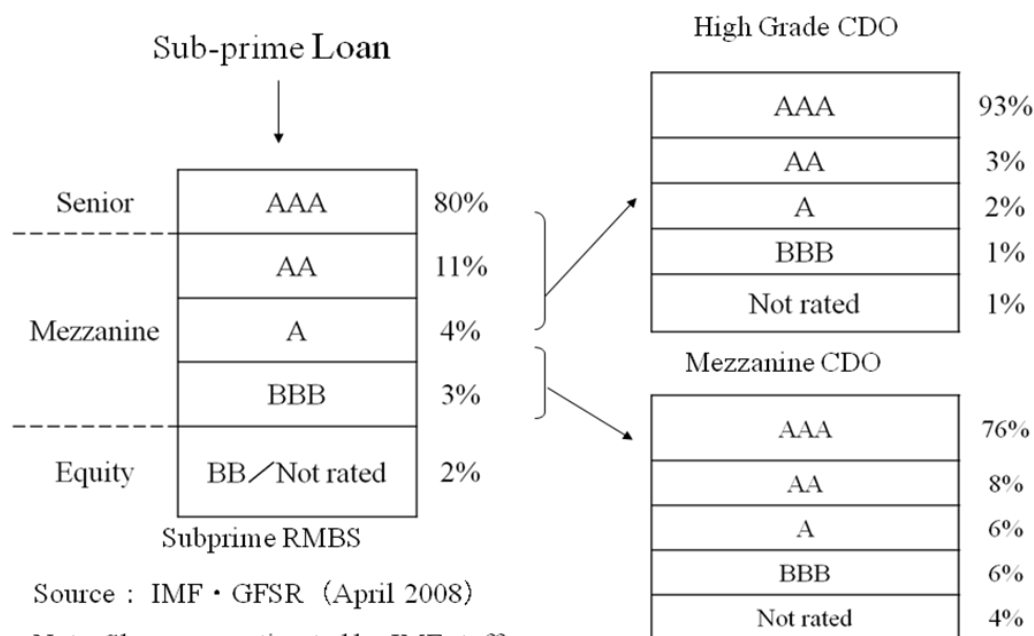 Sub-prime Loan
Senior AAA 80%
AA 11%
Mezzanine A 4%
BBB 3%
Equity BB／Not rated 2%
Subprime RMBS
High Grade CDO
AAA 93%
AA 3%
A 2%
BBB 1%
Not rated 1%
Mezzanine CDO
AAA 76%
AA 8%
A 6%
BBB 6%
Not rated 4%
Source : IMF・GFSR（April 2008）